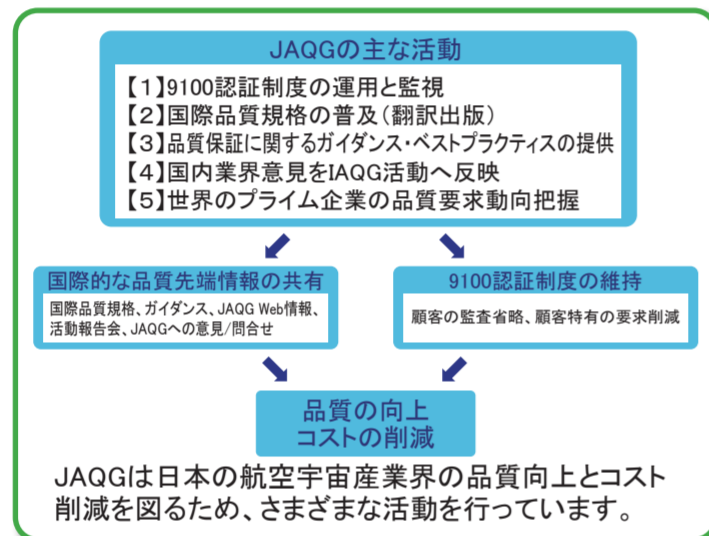 JAQGの主な活動
【1】9100認証制度の運用と監視
【2】国際品質規格の普及(翻訳出版)
【3】品質保証に関するガイダンス・ベストプラクティスの提供
【4】国内業界意見をIAQG活動へ反映
【5】世界のプライム企業の品質要求動向把握
国際的な品質先端情報の共有
国際品質規格、ガイダンス、JAQG Web情報、
活動報告会、JAQGへの意見/問合せ
9100認証制度の維持
顧客の監査省略、顧客特有の要求削減
品質の向上
コストの削減
JAQGは日本の航空宇宙産業界の品質向上とコスト
削減を図るため、さまざまな活動を行っています。